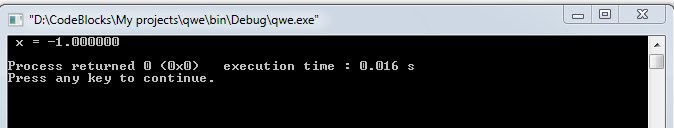 "D:\CodeBlocks\My projects\qwe\bin\Debug\qwe.exe"
x = -1.000000
Process returned 0 (0x0)   execution time : 0.016 s
Press any key to continue.